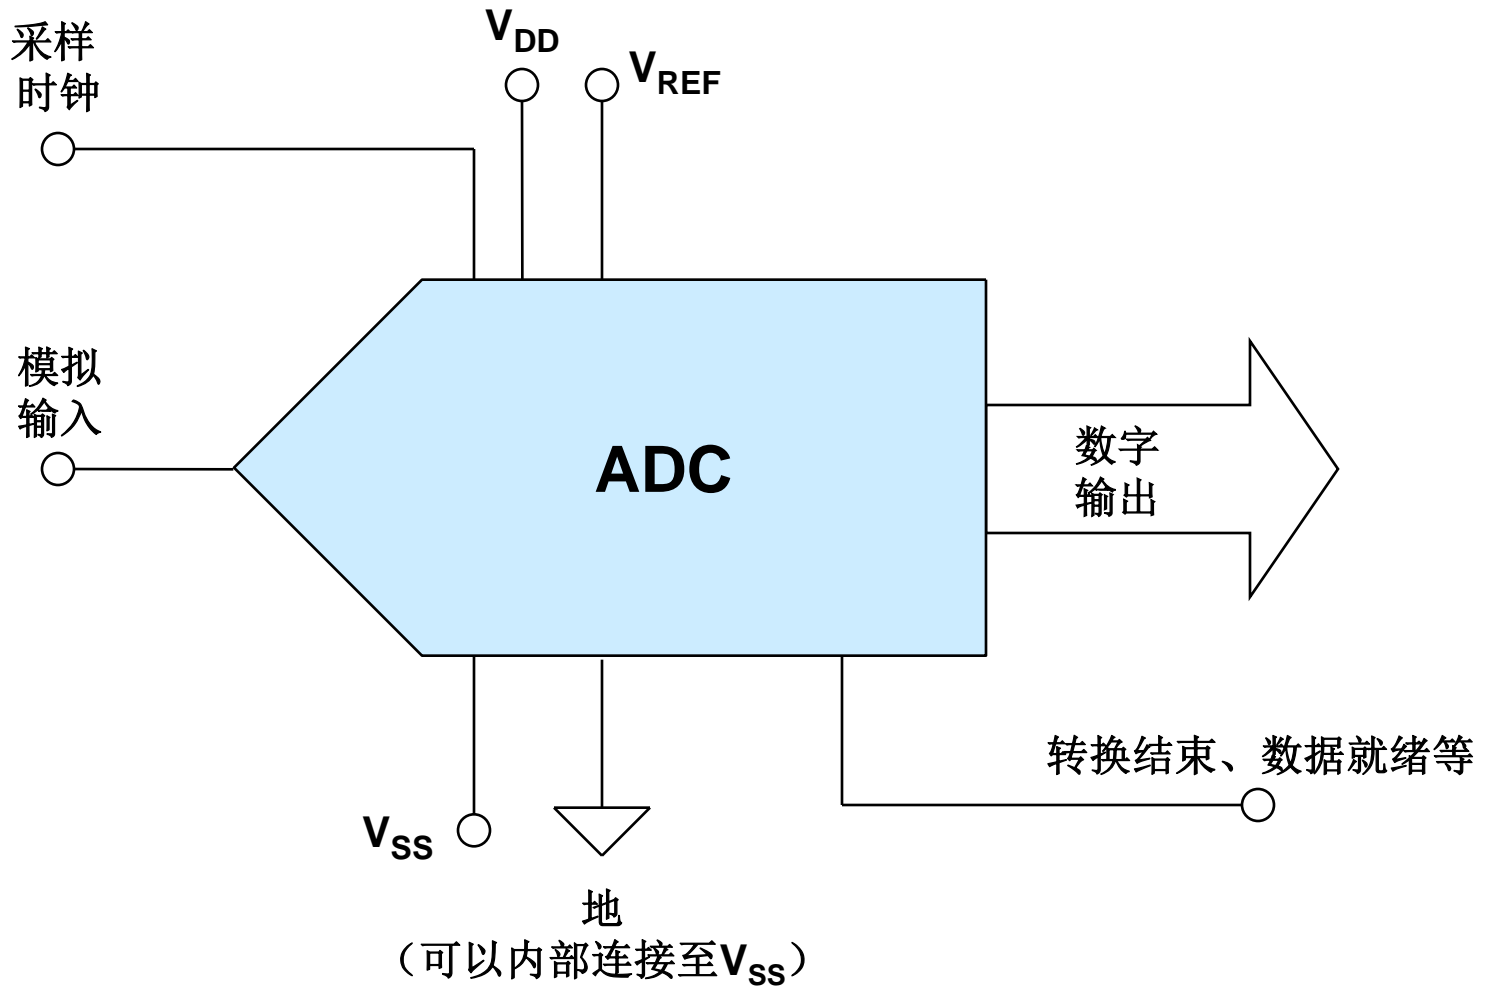 采样
时钟
VDD
VREF
模拟
输入
ADC
数字
输出
转换结束、数据就绪等
VSS
地
（可以内部连接至VSS）